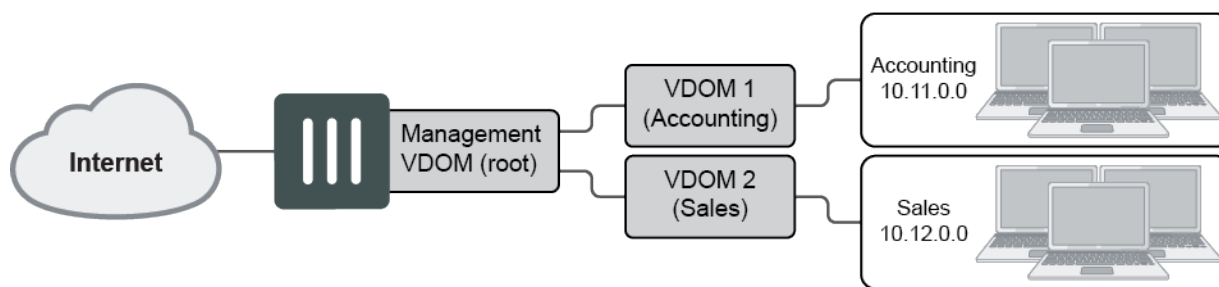 Internet
Management
VDOM (root)
VDOM 1
(Accounting)
VDOM 2
(Sales)
Accounting
10.11.0.0
Sales
10.12.0.0